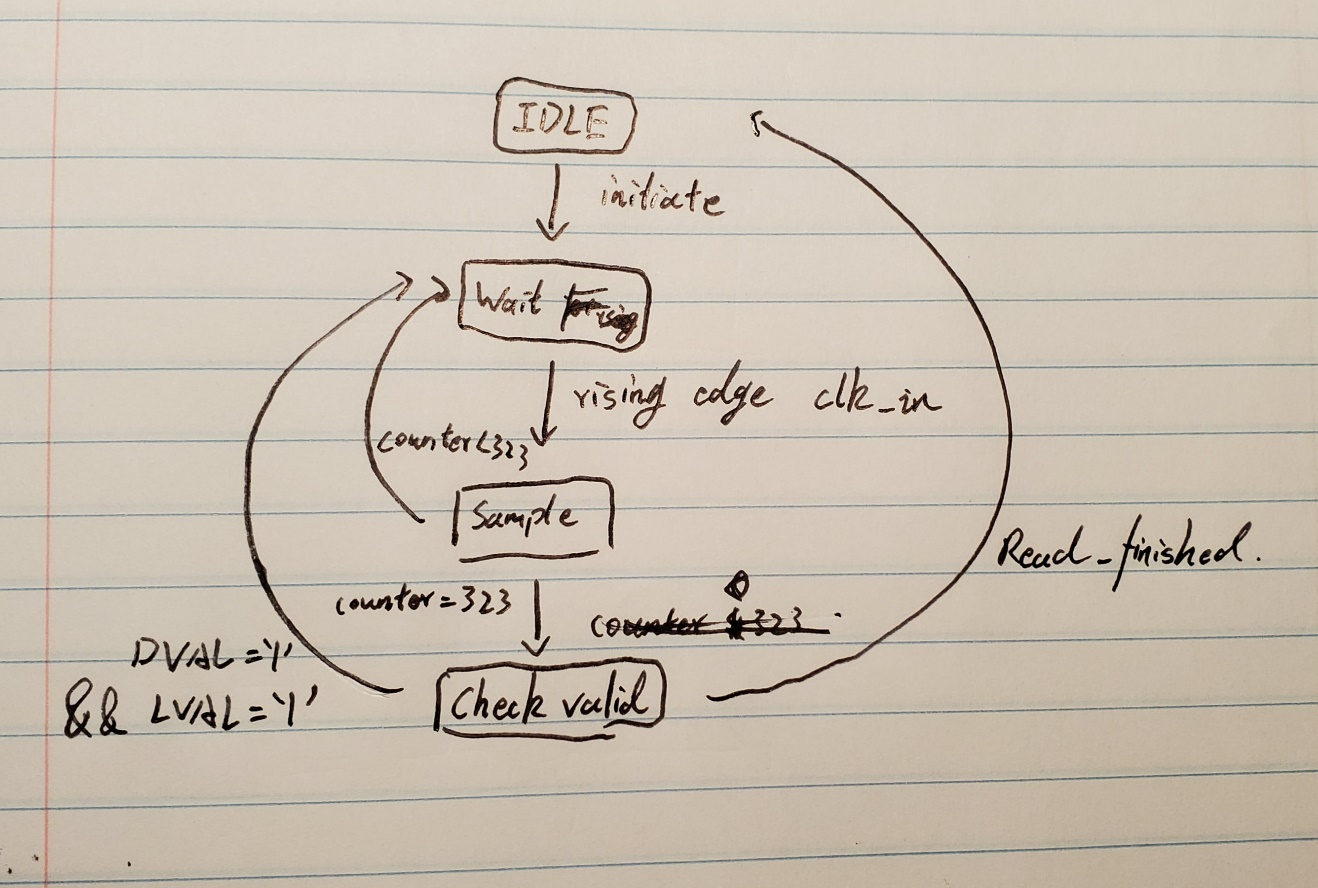 IDLE
initiate
Wait
rising edge clk_in
counter<323
Sample
counter=323
Read_finished.
DVAL='1'
&& LVAL='1'
Check valid